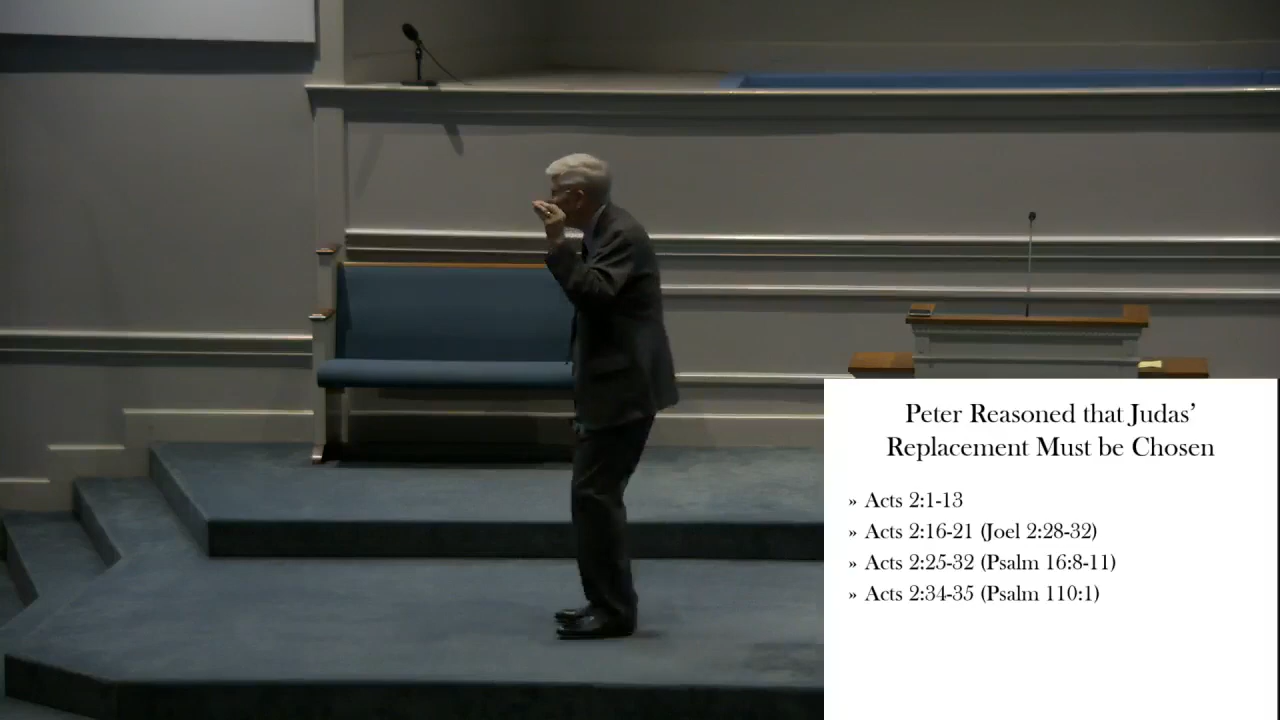 Peter Reasoned that Judas’
Replacement Must be Chosen
» Acts 2:1-13
» Acts 2:16-21 (Joel 2:28-32)
» Acts 2:25-32 (Psalm 16:8-11)
» Acts 2:34-35 (Psalm 110:1)